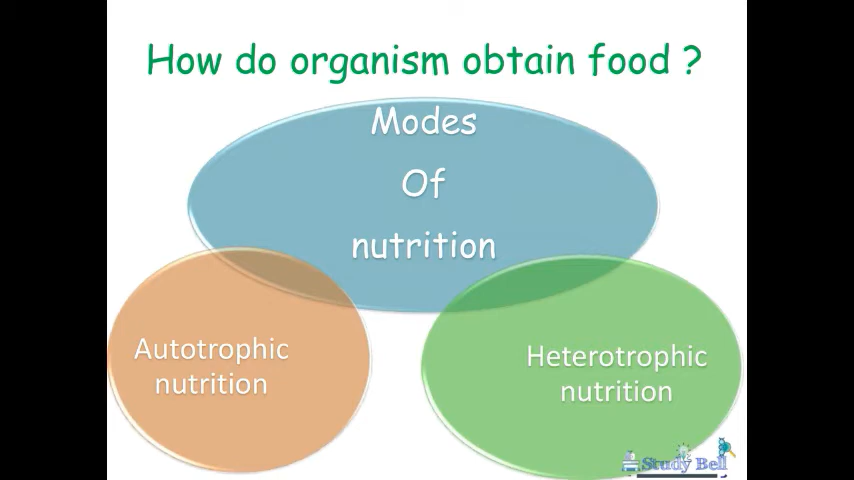 How do organism obtain food ?
Modes
Of
nutrition
Autotrophic
nutrition
Heterotrophic
nutrition
Study Bell